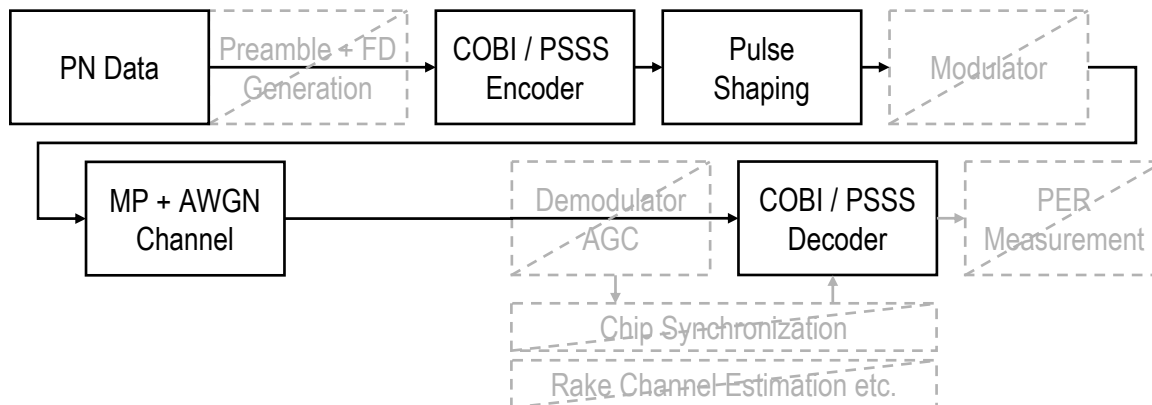 PN Data
Preamble + FD
Generation
COBI / PSSS
Encoder
Pulse
Shaping
Modulator
MP + AWGN
Channel
Demodulator
AGC
COBI / PSSS
Decoder
PER
Measurement
Chip Synchronization
Rake Channel Estimation etc.